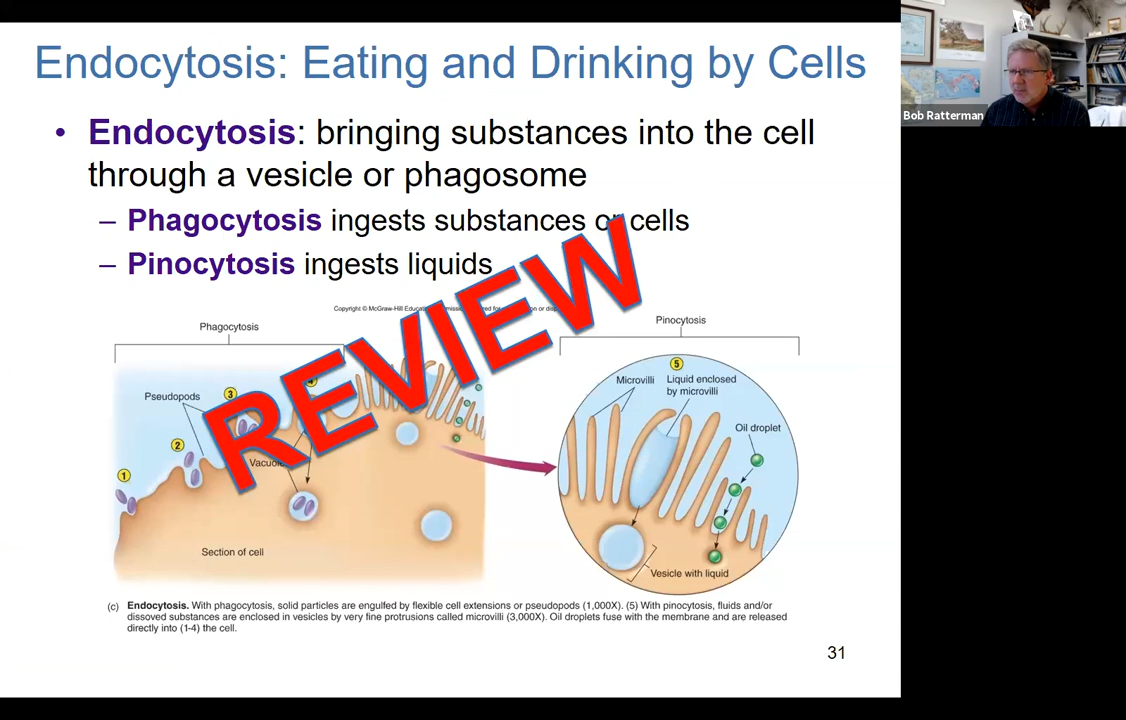 Endocytosis: Eating and Drinking by Cells
Bob Ratterman
• Endocytosis: bringing substances into the cell
through a vesicle or phagosome
– Phagocytosis ingests substances or cells
– Pinocytosis ingests liquids
REVIEW
Copyright © McGraw-Hill
Phagocytosis
Pinocytosis
Pseudopods
1
2
3
4
Section of cell
5
Microvilli
Liquid enclosed
by microvilli
Oil droplet
Vesicle with liquid
(c) Endocytosis. With phagocytosis, solid particles are engulfed by flexible cell extensions or pseudopods (1,000X). (5) With pinocytosis, fluids and/or
dissoved substances are enclosed in vesicles by very fine protrusions called microvilli (3,000X). Oil droplets fuse with the membrane and are released
directly into (1-4) the cell.
31